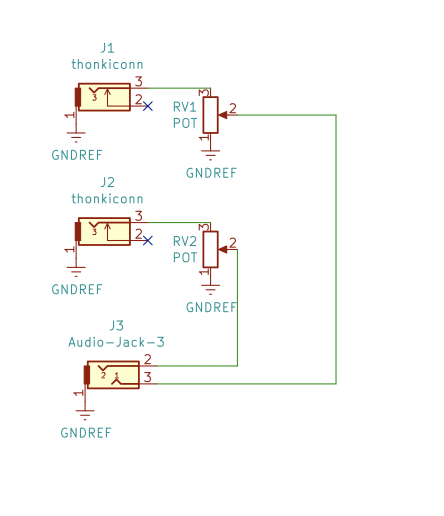 J1
thonkiconn
3
3
2
1
GNDREF
RV1
POT
3
2
1
GNDREF
J2
thonkiconn
3
3
2
1
GNDREF
RV2
POT
3
2
1
GNDREF
J3
Audio-Jack-3
2
2 1
3
1
GNDREF